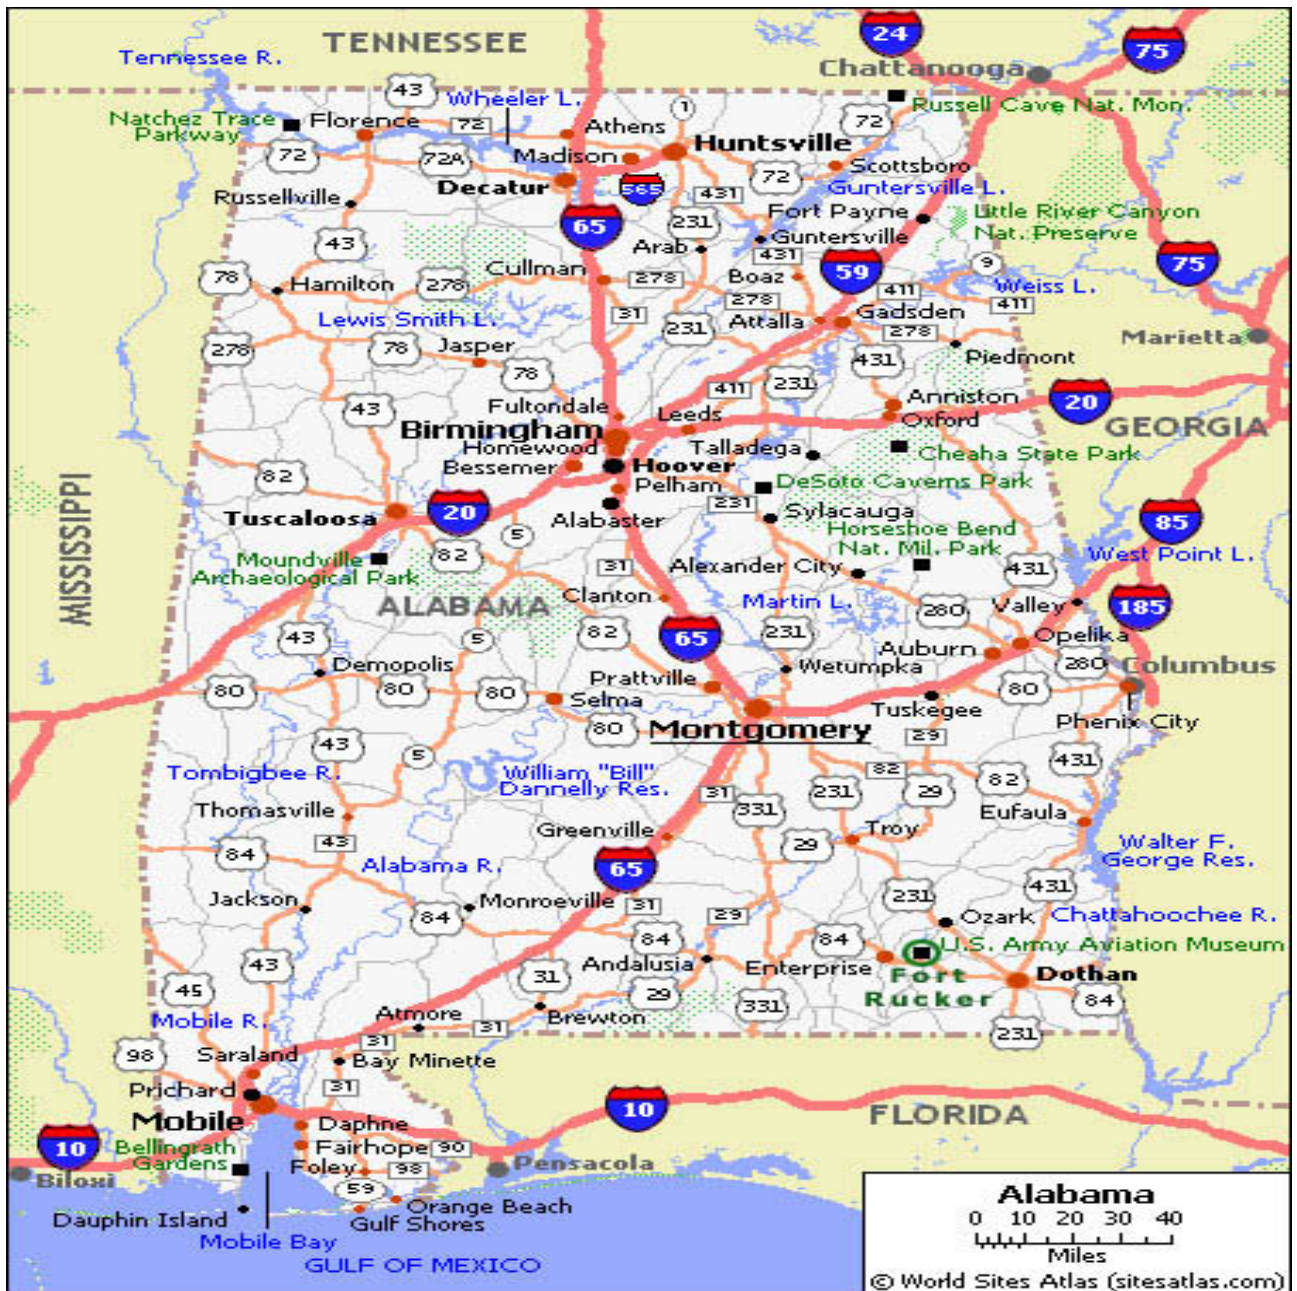 TENNESSEE
24
75
Tennessee R.
Chattanooga
43
Wheeler L.
1
Russell Cave Nat. Mon.
Natchez Trace
Parkway
Florence
72
Athens
72
72
72A
Madison
Huntsville
Scottsboro
Decatur
565
431
72
Guntersville L.
Russellville
65
231
Fort Payne
Little River Canyon
Nat. Preserve
43
Arab
Guntersville
431
75
78
Hamilton
278
Cullman
278
Boaz
59
9
411
Weiss L.
411
278
Lewis Smith L.
31
231
Attalla
Gadsden
278
Marietta
278
78
Jasper
78
431
Piedmont
411
231
43
Fultondale
Leeds
Anniston
20
Birmingham
Oxford
GEORGIA
Homewood
Talladega
Cheaha State Park
Bessemer
Hoover
82
Pelham
DeSoto Caverns Park
231
Tuscaloosa
20
Alabaster
Sylacauga
85
5
Horseshoe Bend
Nat. Mil. Park
MISSISSIPPI
Moundville
Archaeological Park
82
31
Alexander City
431
West Point L.
ALABAMA
Clanton
Martin L.
280
Valley
185
43
5
82
65
231
Opelika
Demopolis
Auburn
280
Columbus
80
80
80
Prattville
Wetumpka
80
Selma
Tuskegee
Phenix City
80
Montgomery
29
43
5
431
Tombigbee R.
William "Bill"
Dannelly Res.
82
82
31
331
231
29
Thomasville
Eufaula
43
Greenville
Troy
29
Walter F.
George Res.
84
Alabama R.
65
431
Jackson
Monroeville
31
231
84
29
Ozark
Chattahoochee R.
84
84
U.S. Army Aviation Museum
43
Andalusia
Enterprise
Fort
Rucker
Dothan
31
45
29
331
84
Mobile R.
Atmore
31
Brewton
231
98
Saraland
31
Bay Minette
Prichard
31
Mobile
10
FLORIDA
10
Daphne
Bellingrath
Gardens
Fairhope
90
Biloxi
Foley
98
Pensacola
59
Orange Beach
Dauphin Island
Gulf Shores
Mobile Bay
GULF OF MEXICO
Alabama
0 10 20 30 40
Miles
© World Sites Atlas (sitesatlas.com)